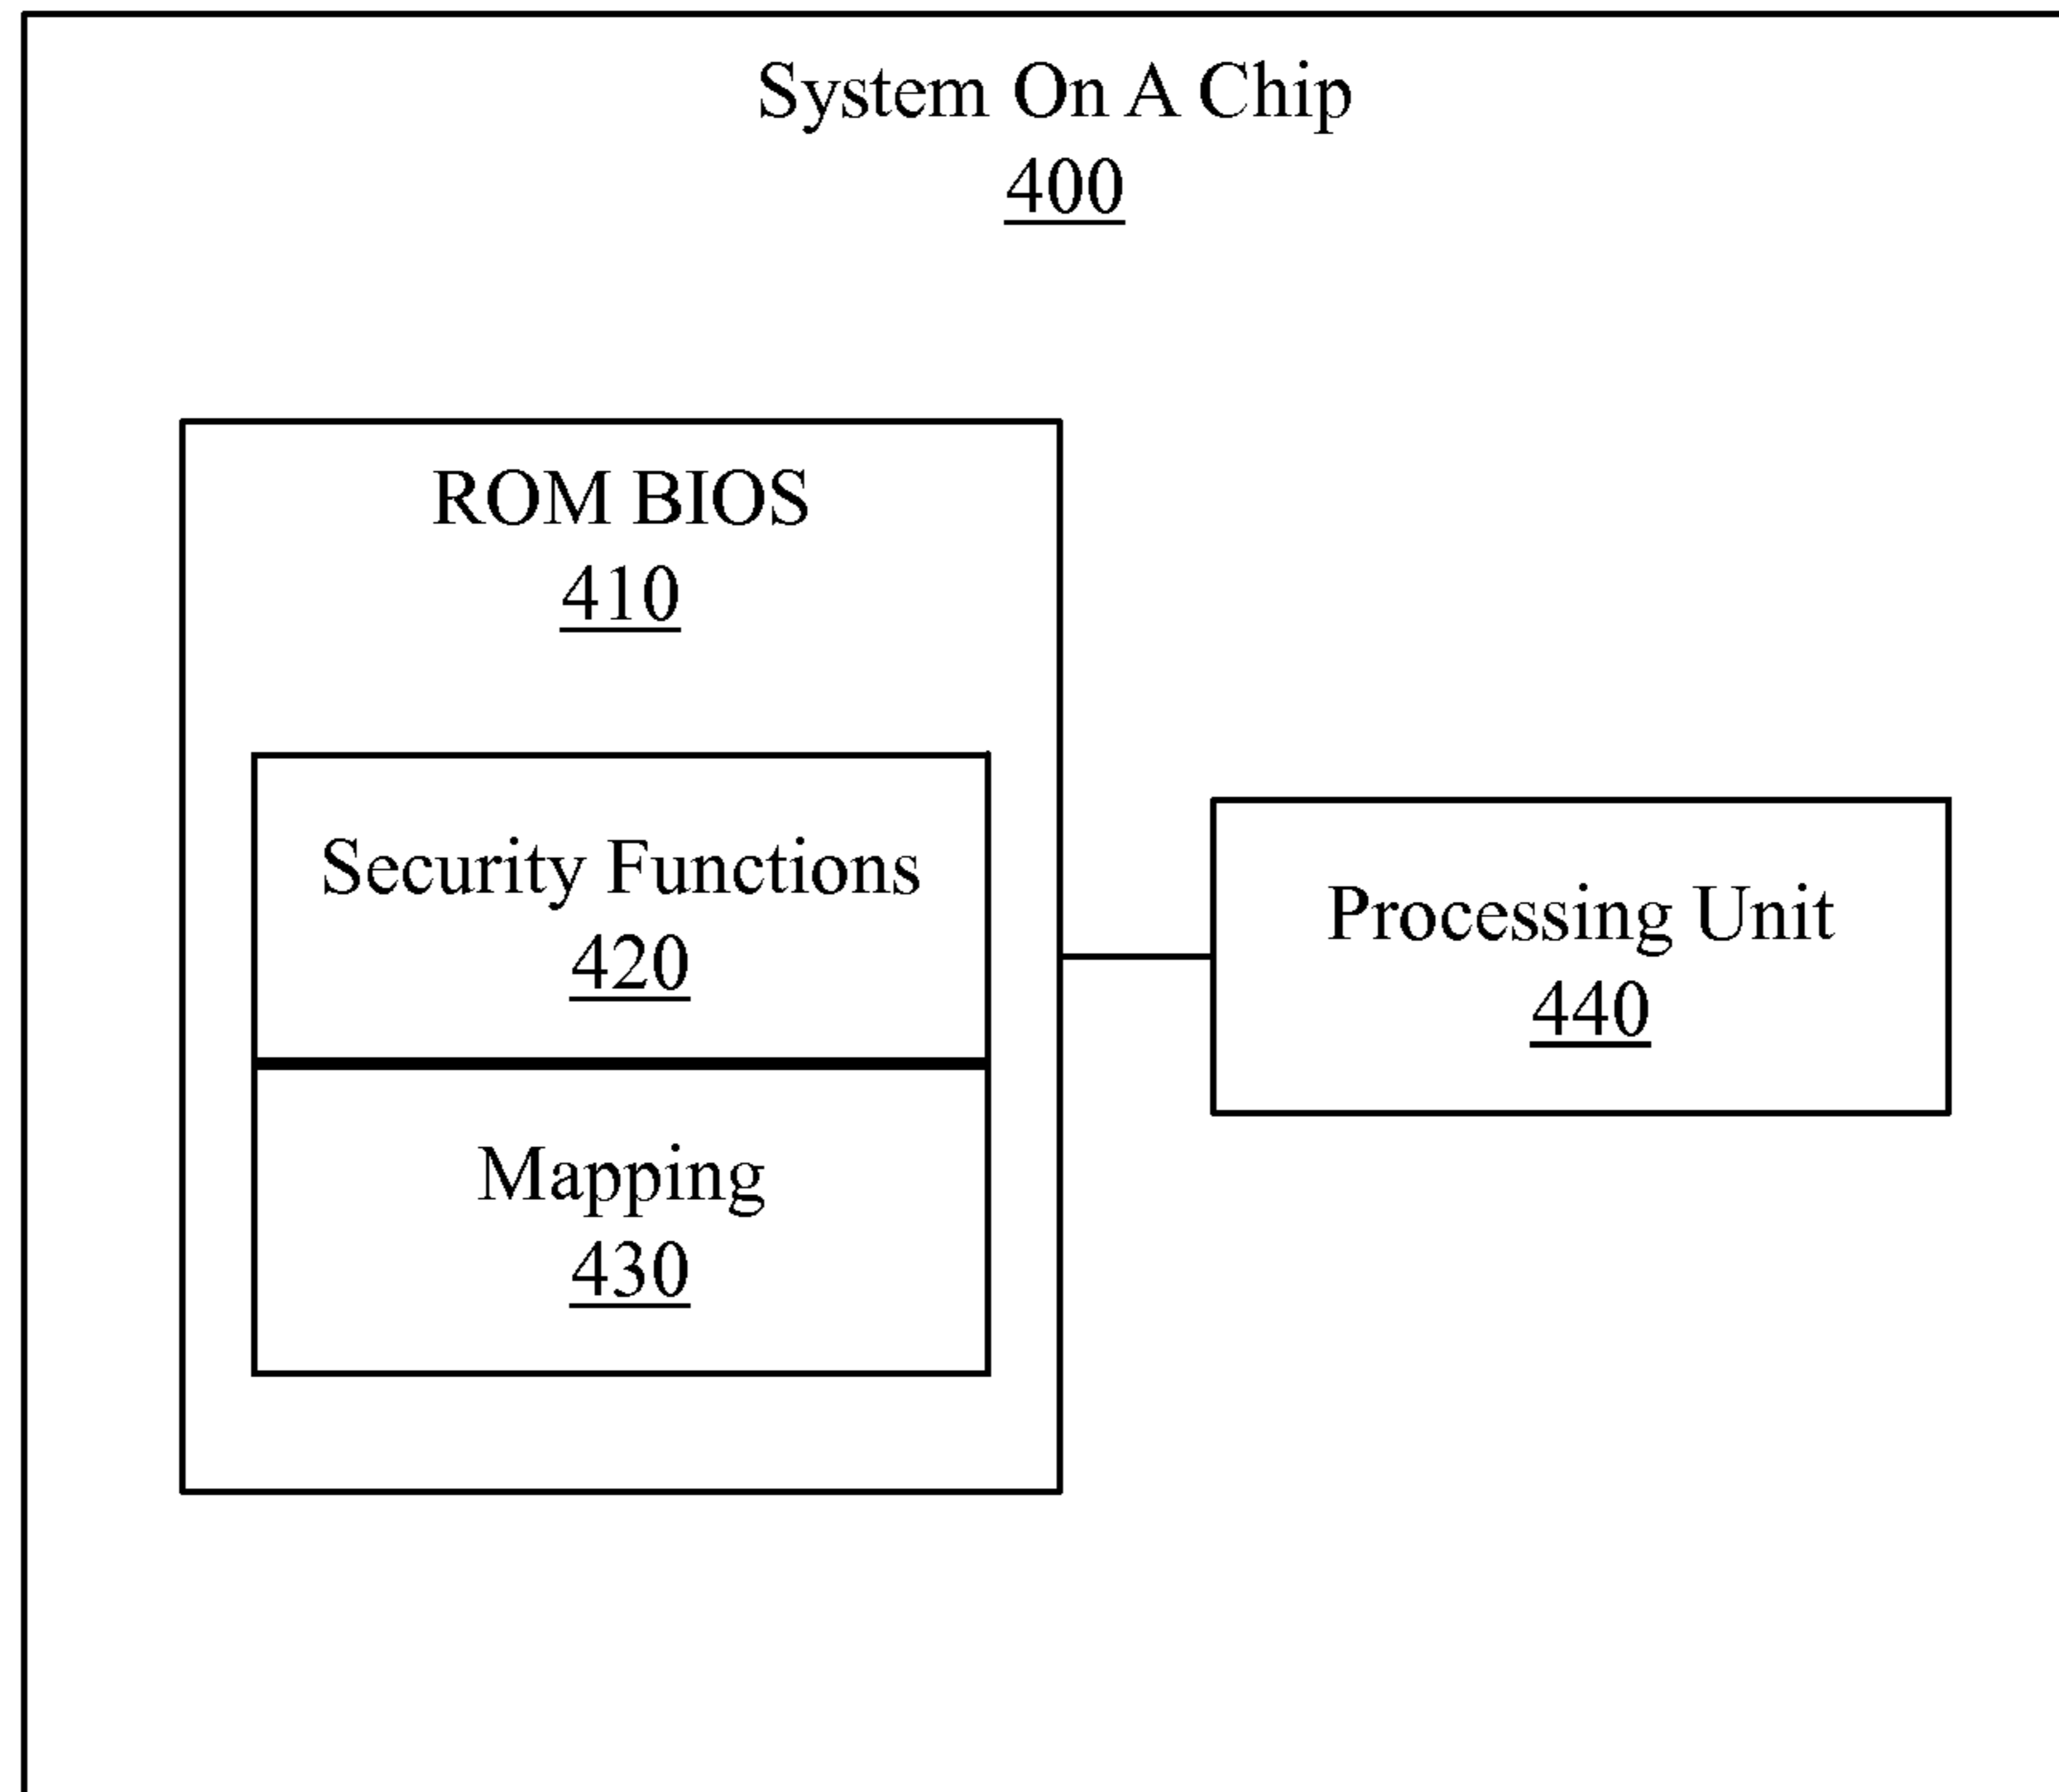 System On A Chip
400
ROM BIOS
410
Security Functions
420
Processing Unit
440
Mapping
430